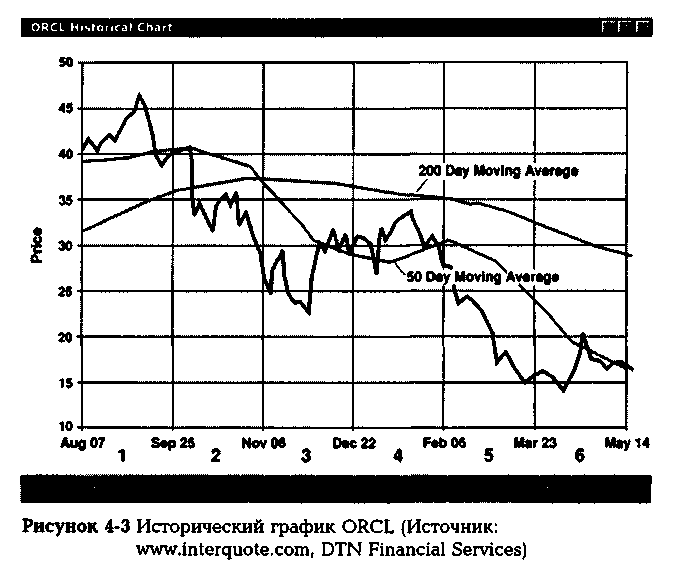 ORCL Historical Chart
50
45
40
35
30
25
20
15
10
Price
200 Day Moving Average
50 Day Moving Average
Aug 07 Sep 25 Nov 06 Dec 22 Feb 06 Mar 23 May 14
1 2 3 4 5 6
Рисунок 4-3 Исторический график ORCL (Источник:
www.interquote.com, DTN Financial Services)